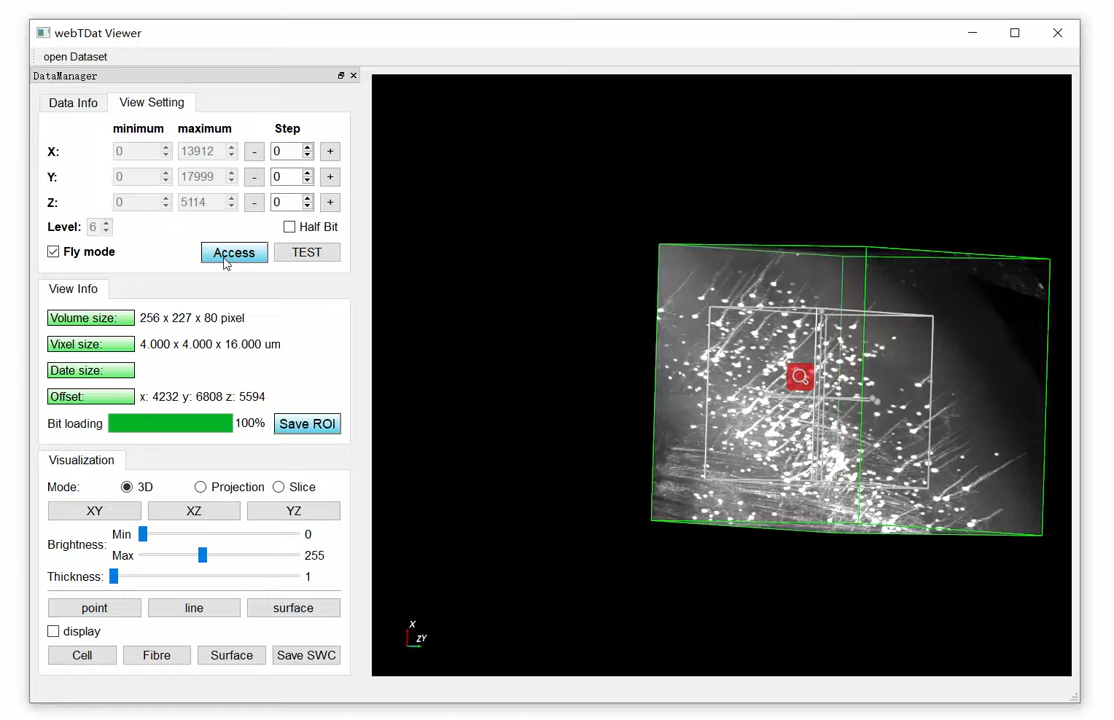 webTDat Viewer
open Dataset
DataManager
Data Info View Setting
minimum maximum Step
X: 0 13912 - 0 +
Y: 0 17999 - 0 +
Z: 0 5114 - 0 +
Level: 6 Half Bit
Fly mode Access TEST
View Info
Volume size: 256 x 227 x 80 pixel
Vixel size: 4.000 x 4.000 x 16.000 um
Date size:
Offset: x: 4232 y: 6808 z: 5594
Bit loading 100% Save ROI
Visualization
Mode: 3D Projection Slice
XY XZ YZ
Brightness: Min 0
Max 255
Thickness: 1
point line surface
display
Cell Fibre Surface Save SWC
X
ZY